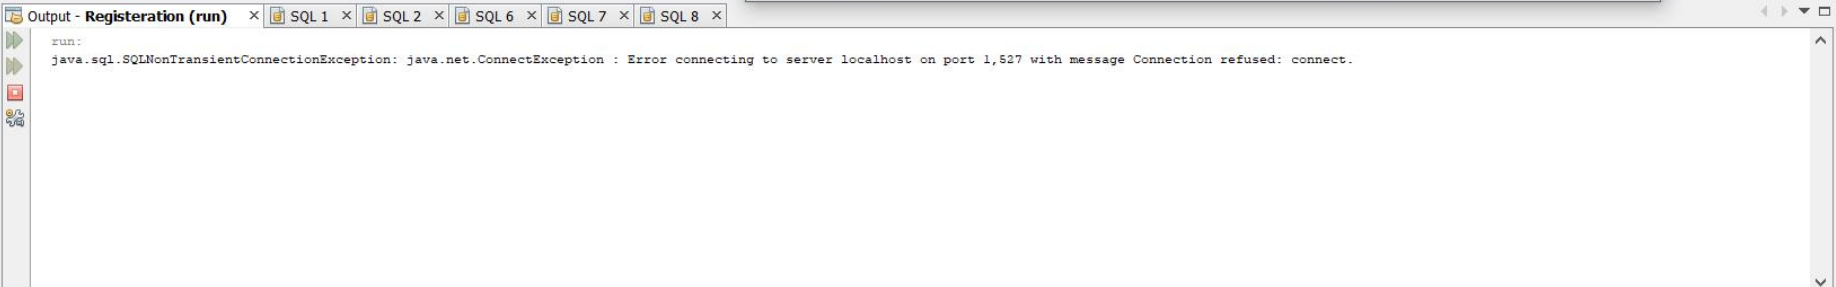 Output - Registeration (run) SQL 1 SQL 2 SQL 6 SQL 7 SQL 8
run:
java.sql.SQLNonTransientConnectionException: java.net.ConnectException : Error connecting to server localhost on port 1,527 with message Connection refused: connect.